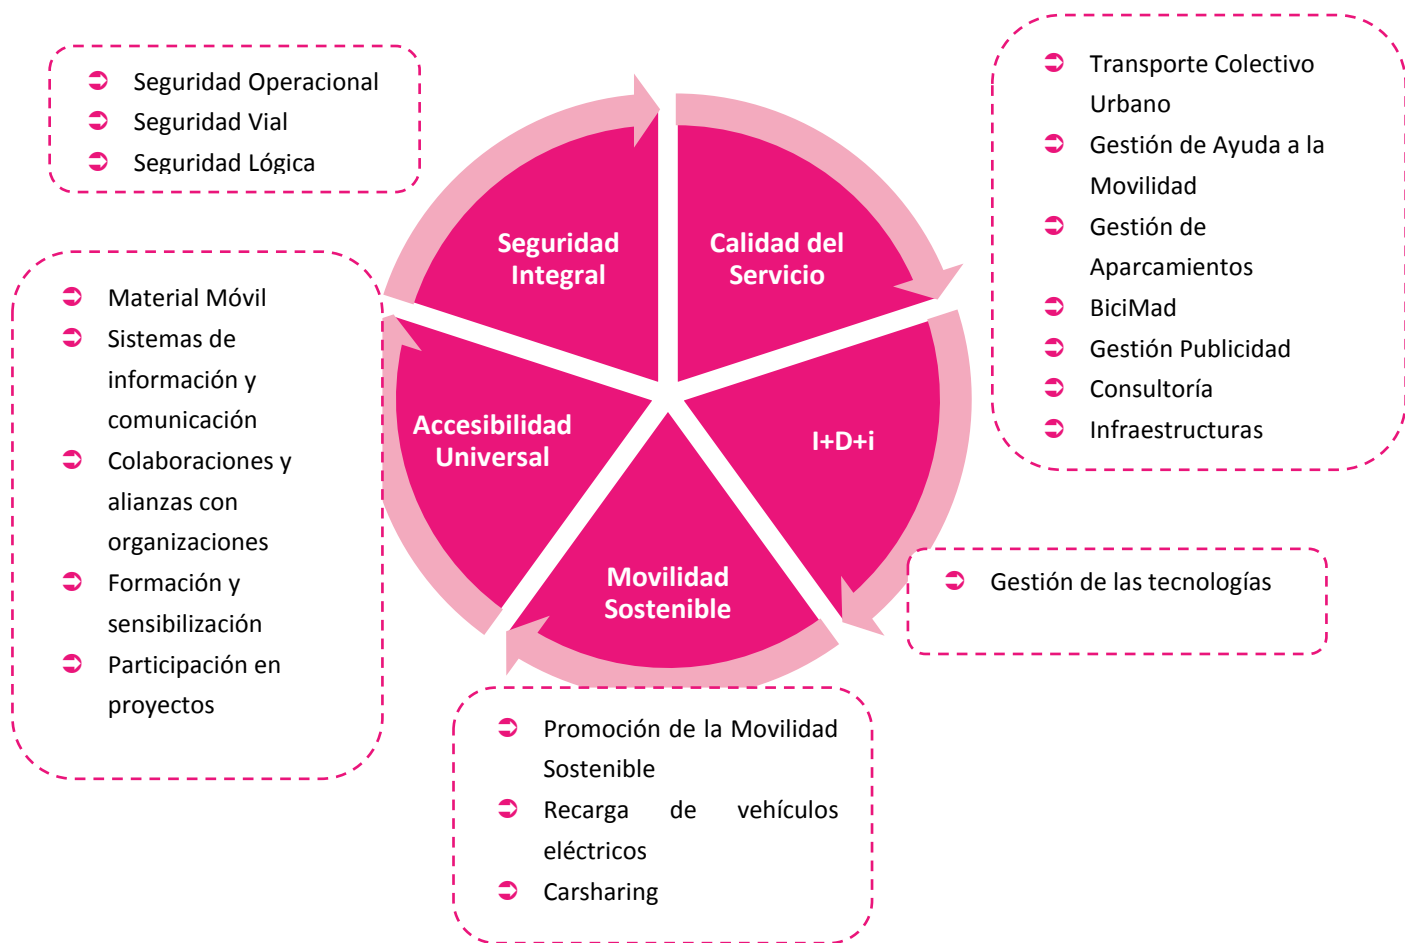 Seguridad Operacional
Seguridad Vial
Seguridad Lógica
Transporte Colectivo
Urbano
Gestión de Ayuda a la
Movilidad
Gestión de
Aparcamientos
BiciMad
Gestión Publicidad
Consultoría
Infraestructuras
Seguridad
Integral
Calidad del
Servicio
Material Móvil
Sistemas de
información y
comunicación
Colaboraciones y
alianzas con
organizaciones
Formación y
sensibilización
Participación en
proyectos
Accesibilidad
Universal
I+D+i
Movilidad
Sostenible
Gestión de las tecnologías
Promoción de la Movilidad
Sostenible
Recarga de vehículos
eléctricos
Carsharing